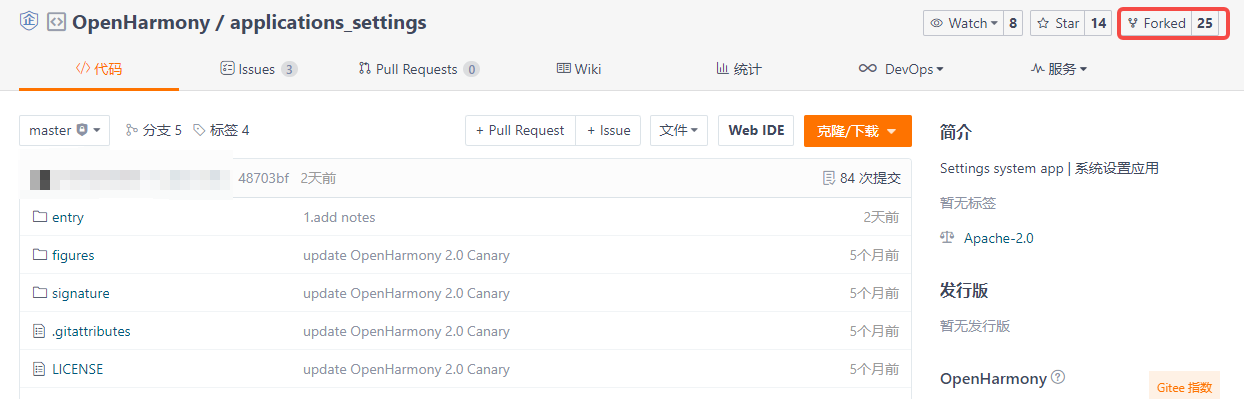 企 OpenHarmony / applications_settings Watch 8 Star 14 Forked 25
代码 Issues 3 Pull Requests 0 Wiki 统计 DevOps 服务
master 分支 5 标签 4 + Pull Request + Issue 文件 Web IDE 克隆/下载 简介
Settings system app | 系统设置应用
48703bf 2天前 84 次提交
暂无标签
entry 1.add notes 2天前
Apache-2.0
figures update OpenHarmony 2.0 Canary 5个月前
signature update OpenHarmony 2.0 Canary 5个月前
发行版
.gitattributes update OpenHarmony 2.0 Canary 5个月前
暂无发行版
LICENSE update OpenHarmony 2.0 Canary 5个月前
OpenHarmony ?
Gitee 指数